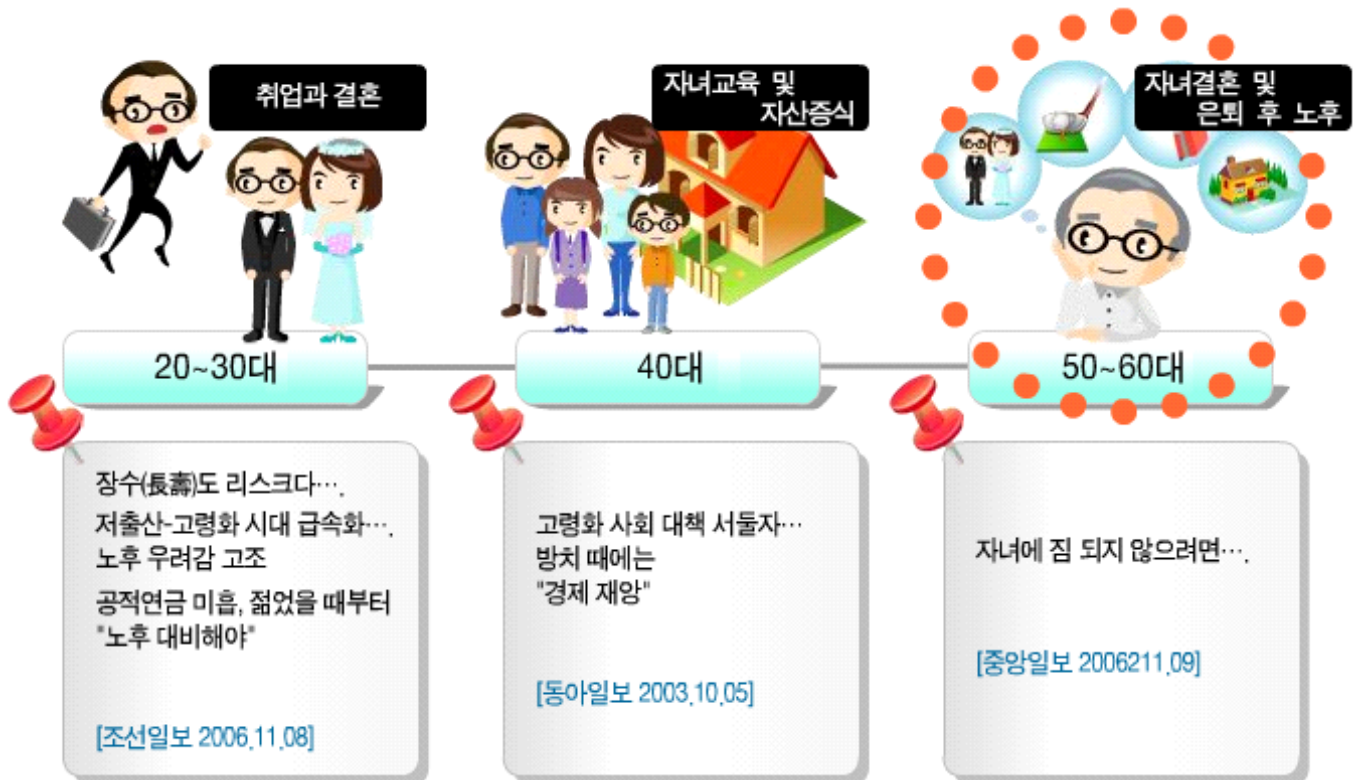 취업과 결혼
자녀교육 및
자산증식
자녀결혼 및
은퇴 후 노후
20~30대
40대
50~60대
장수(長壽)도 리스크다….
저출산-고령화 시대 급속화….
노후 우려감 고조
공적연금 미흡, 젊었을 때부터
"노후 대비해야"
[조선일보 2006.11.08]
고령화 사회 대책 서둘자…
방치 때에는
"경제 재앙"
[동아일보 2003.10.05]
자녀에 짐 되지 않으려면….
[중앙일보 2006211.09]